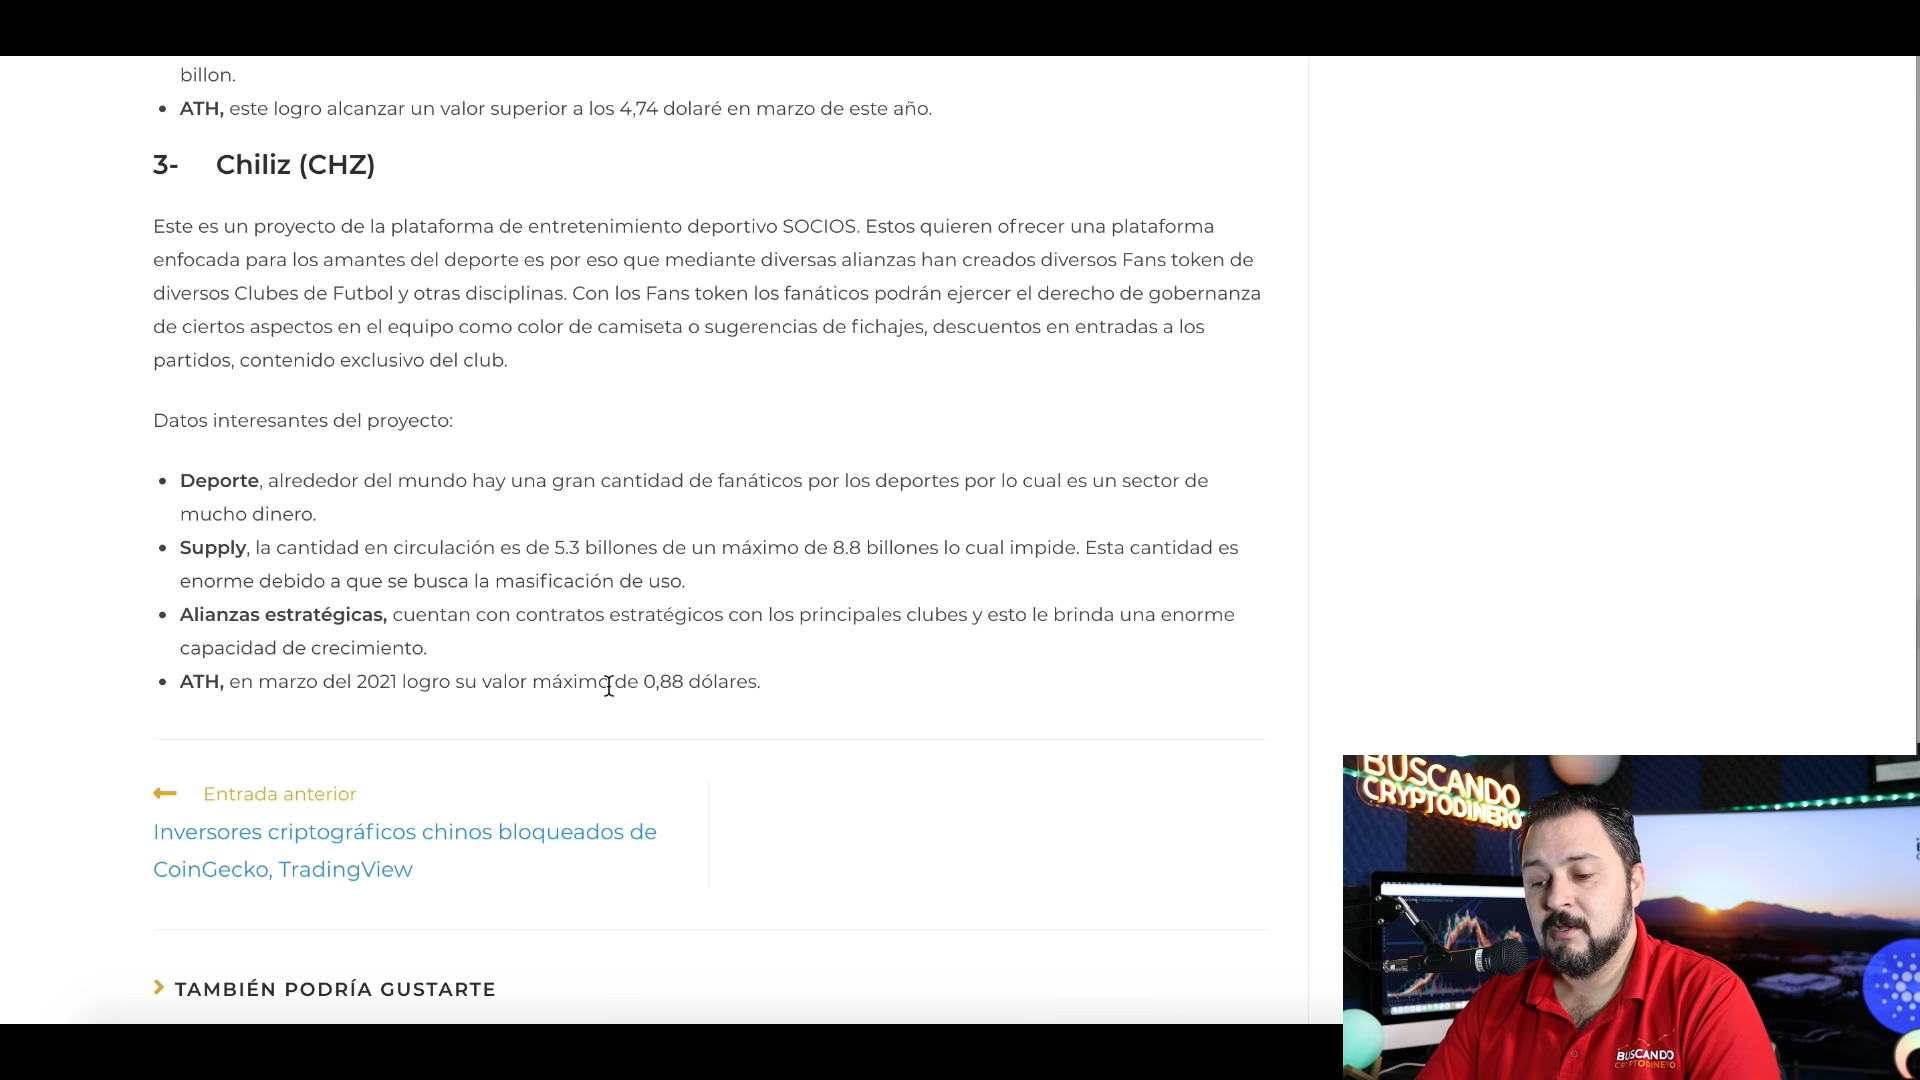 billon.
• ATH, este logro alcanzar un valor superior a los 4,74 dolaré en marzo de este año.
3- Chiliz (CHZ)
Este es un proyecto de la plataforma de entretenimiento deportivo SOCIOS. Estos quieren ofrecer una plataforma
enfocada para los amantes del deporte es por eso que mediante diversas alianzas han creados diversos Fans token de
diversos Clubes de Futbol y otras disciplinas. Con los Fans token los fanáticos podrán ejercer el derecho de gobernanza
de ciertos aspectos en el equipo como color de camiseta o sugerencias de fichajes, descuentos en entradas a los
partidos, contenido exclusivo del club.
Datos interesantes del proyecto:
• Deporte, alrededor del mundo hay una gran cantidad de fanáticos por los deportes por lo cual es un sector de
mucho dinero.
• Supply, la cantidad en circulación es de 5.3 billones de un máximo de 8.8 billones lo cual impide. Esta cantidad es
enorme debido a que se busca la masificación de uso.
• Alianzas estratégicas, cuentan con contratos estratégicos con los principales clubes y esto le brinda una enorme
capacidad de crecimiento.
• ATH, en marzo del 2021 logro su valor máximo de 0,88 dólares.
Entrada anterior
Inversores criptográficos chinos bloqueados de
CoinGecko, TradingView
TAMBIÉN PODRÍA GUSTARTE
BUSCANDO
CRYPTODINERO
BUSCANDO
CRYPTODINERO